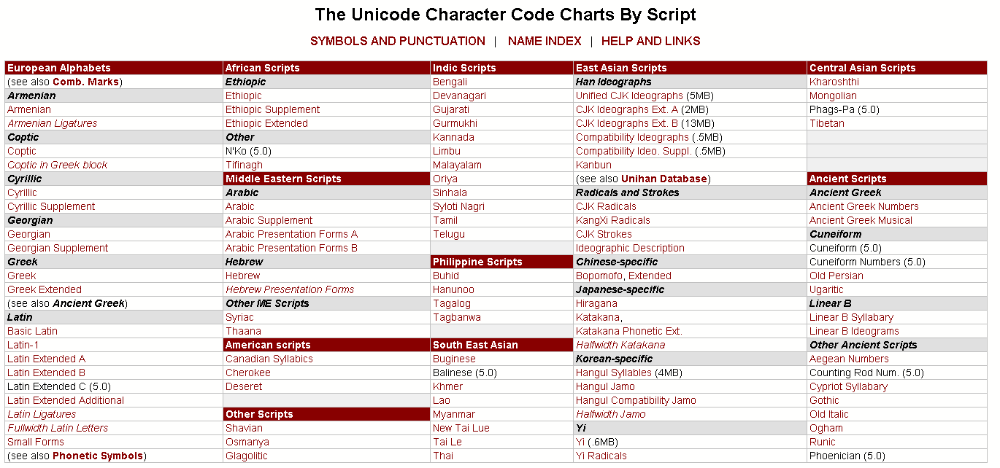 The Unicode Character Code Charts By Script
SYMBOLS AND PUNCTUATION | NAME INDEX | HELP AND LINKS
European Alphabets
(see also Comb. Marks)
Armenian
Armenian
Armenian Ligatures
Coptic
Coptic
Coptic in Greek block
Cyrillic
Cyrillic
Cyrillic Supplement
Georgian
Georgian
Georgian Supplement
Greek
Greek
Greek Extended
(see also Ancient Greek)
Latin
Basic Latin
Latin-1
Latin Extended A
Latin Extended B
Latin Extended C (5.0)
Latin Extended Additional
Latin Ligatures
Fullwidth Latin Letters
Small Forms
(see also Phonetic Symbols)
African Scripts
Ethiopic
Ethiopic
Ethiopic Supplement
Ethiopic Extended
Other
N'Ko (5.0)
Tifinagh
Middle Eastern Scripts
Arabic
Arabic
Arabic Supplement
Arabic Presentation Forms A
Arabic Presentation Forms B
Hebrew
Hebrew
Hebrew Presentation Forms
Other ME Scripts
Syriac
Thaana
American scripts
Canadian Syllabics
Cherokee
Deseret
Other Scripts
Shavian
Osmanya
Glagolitic
Indic Scripts
Bengali
Devanagari
Gujarati
Gurmukhi
Kannada
Limbu
Malayalam
Oriya
Sinhala
Syloti Nagri
Tamil
Telugu
Philippine Scripts
Buhid
Hanunoo
Tagalog
Tagbanwa
South East Asian
Buginese
Balinese (5.0)
Khmer
Lao
Myanmar
New Tai Lue
Tai Le
Thai
East Asian Scripts
Han Ideographs
Unified CJK Ideographs (5MB)
CJK Ideographs Ext. A (2MB)
CJK Ideographs Ext. B (13MB)
Compatibility Ideographs (.5MB)
Compatibility Ideo. Suppl. (.5MB)
Kanbun
(see also Unihan Database)
Radicals and Strokes
CJK Radicals
KangXi Radicals
CJK Strokes
Ideographic Description
Chinese-specific
Bopomofo, Extended
Japanese-specific
Hiragana
Katakana,
Katakana Phonetic Ext.
Halfwidth Katakana
Korean-specific
Hangul Syllables (4MB)
Hangul Jamo
Hangul Compatibility Jamo
Halfwidth Jamo
Yi
Yi (.6MB)
Yi Radicals
Central Asian Scripts
Kharoshthi
Mongolian
Phags-Pa (5.0)
Tibetan
Ancient Scripts
Ancient Greek
Ancient Greek Numbers
Ancient Greek Musical
Cuneiform
Cuneiform (5.0)
Cuneiform Numbers (5.0)
Old Persian
Ugaritic
Linear B
Linear B Syllabary
Linear B Ideograms
Other Ancient Scripts
Aegean Numbers
Counting Rod Num. (5.0)
Cypriot Syllabary
Gothic
Old Italic
Ogham
Runic
Phoenician (5.0)